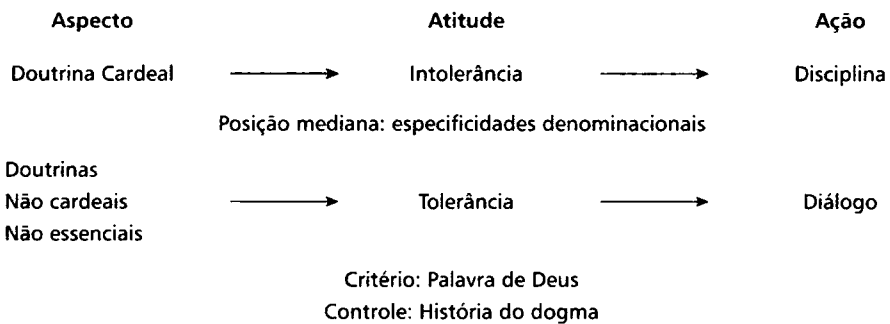 Aspecto Atitude Ação
Doutrina Cardeal Intolerância Disciplina
Posição mediana: especificidades denominacionais
Doutrinas
Não cardeais Tolerância Diálogo
Não essenciais
Critério: Palavra de Deus
Controle: História do dogma